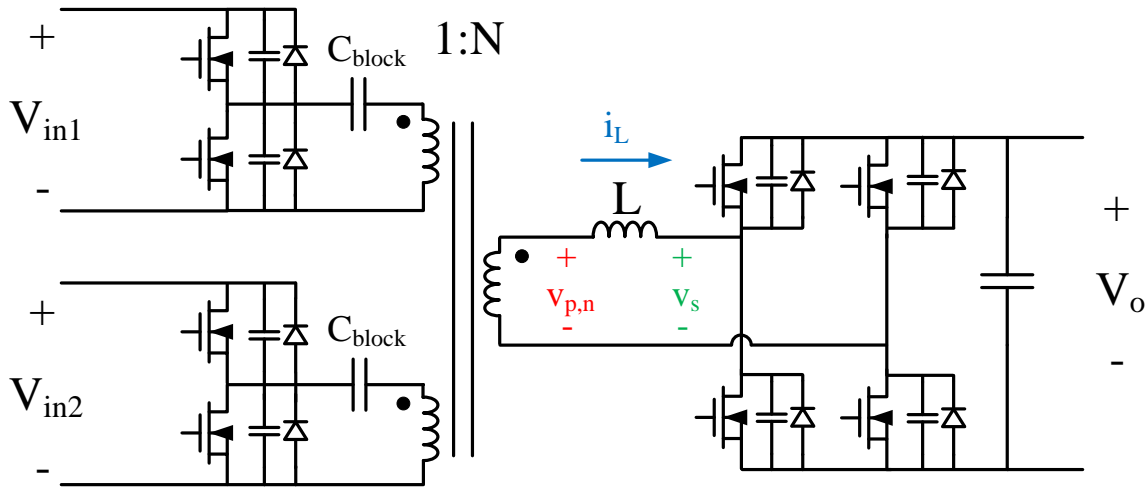 1:N
+
C_block
V_in1
-
i_L
L
+
C_block
V_in2
-
+
v_p,n
-
+
v_s
-
+
V_o
-